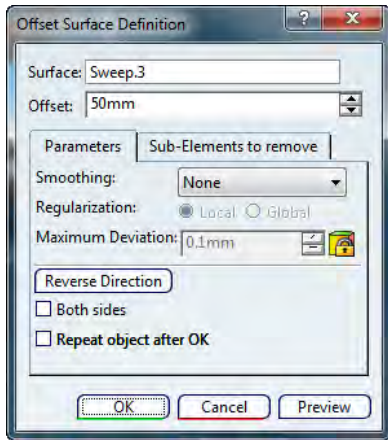 Offset Surface Definition ? X
Surface: Sweep.3
Offset: 50mm
Parameters Sub-Elements to remove
Smoothing: None
Regularization: Local Global
Maximum Deviation: 0.1mm
Reverse Direction
Both sides
Repeat object after OK
OK Cancel Preview